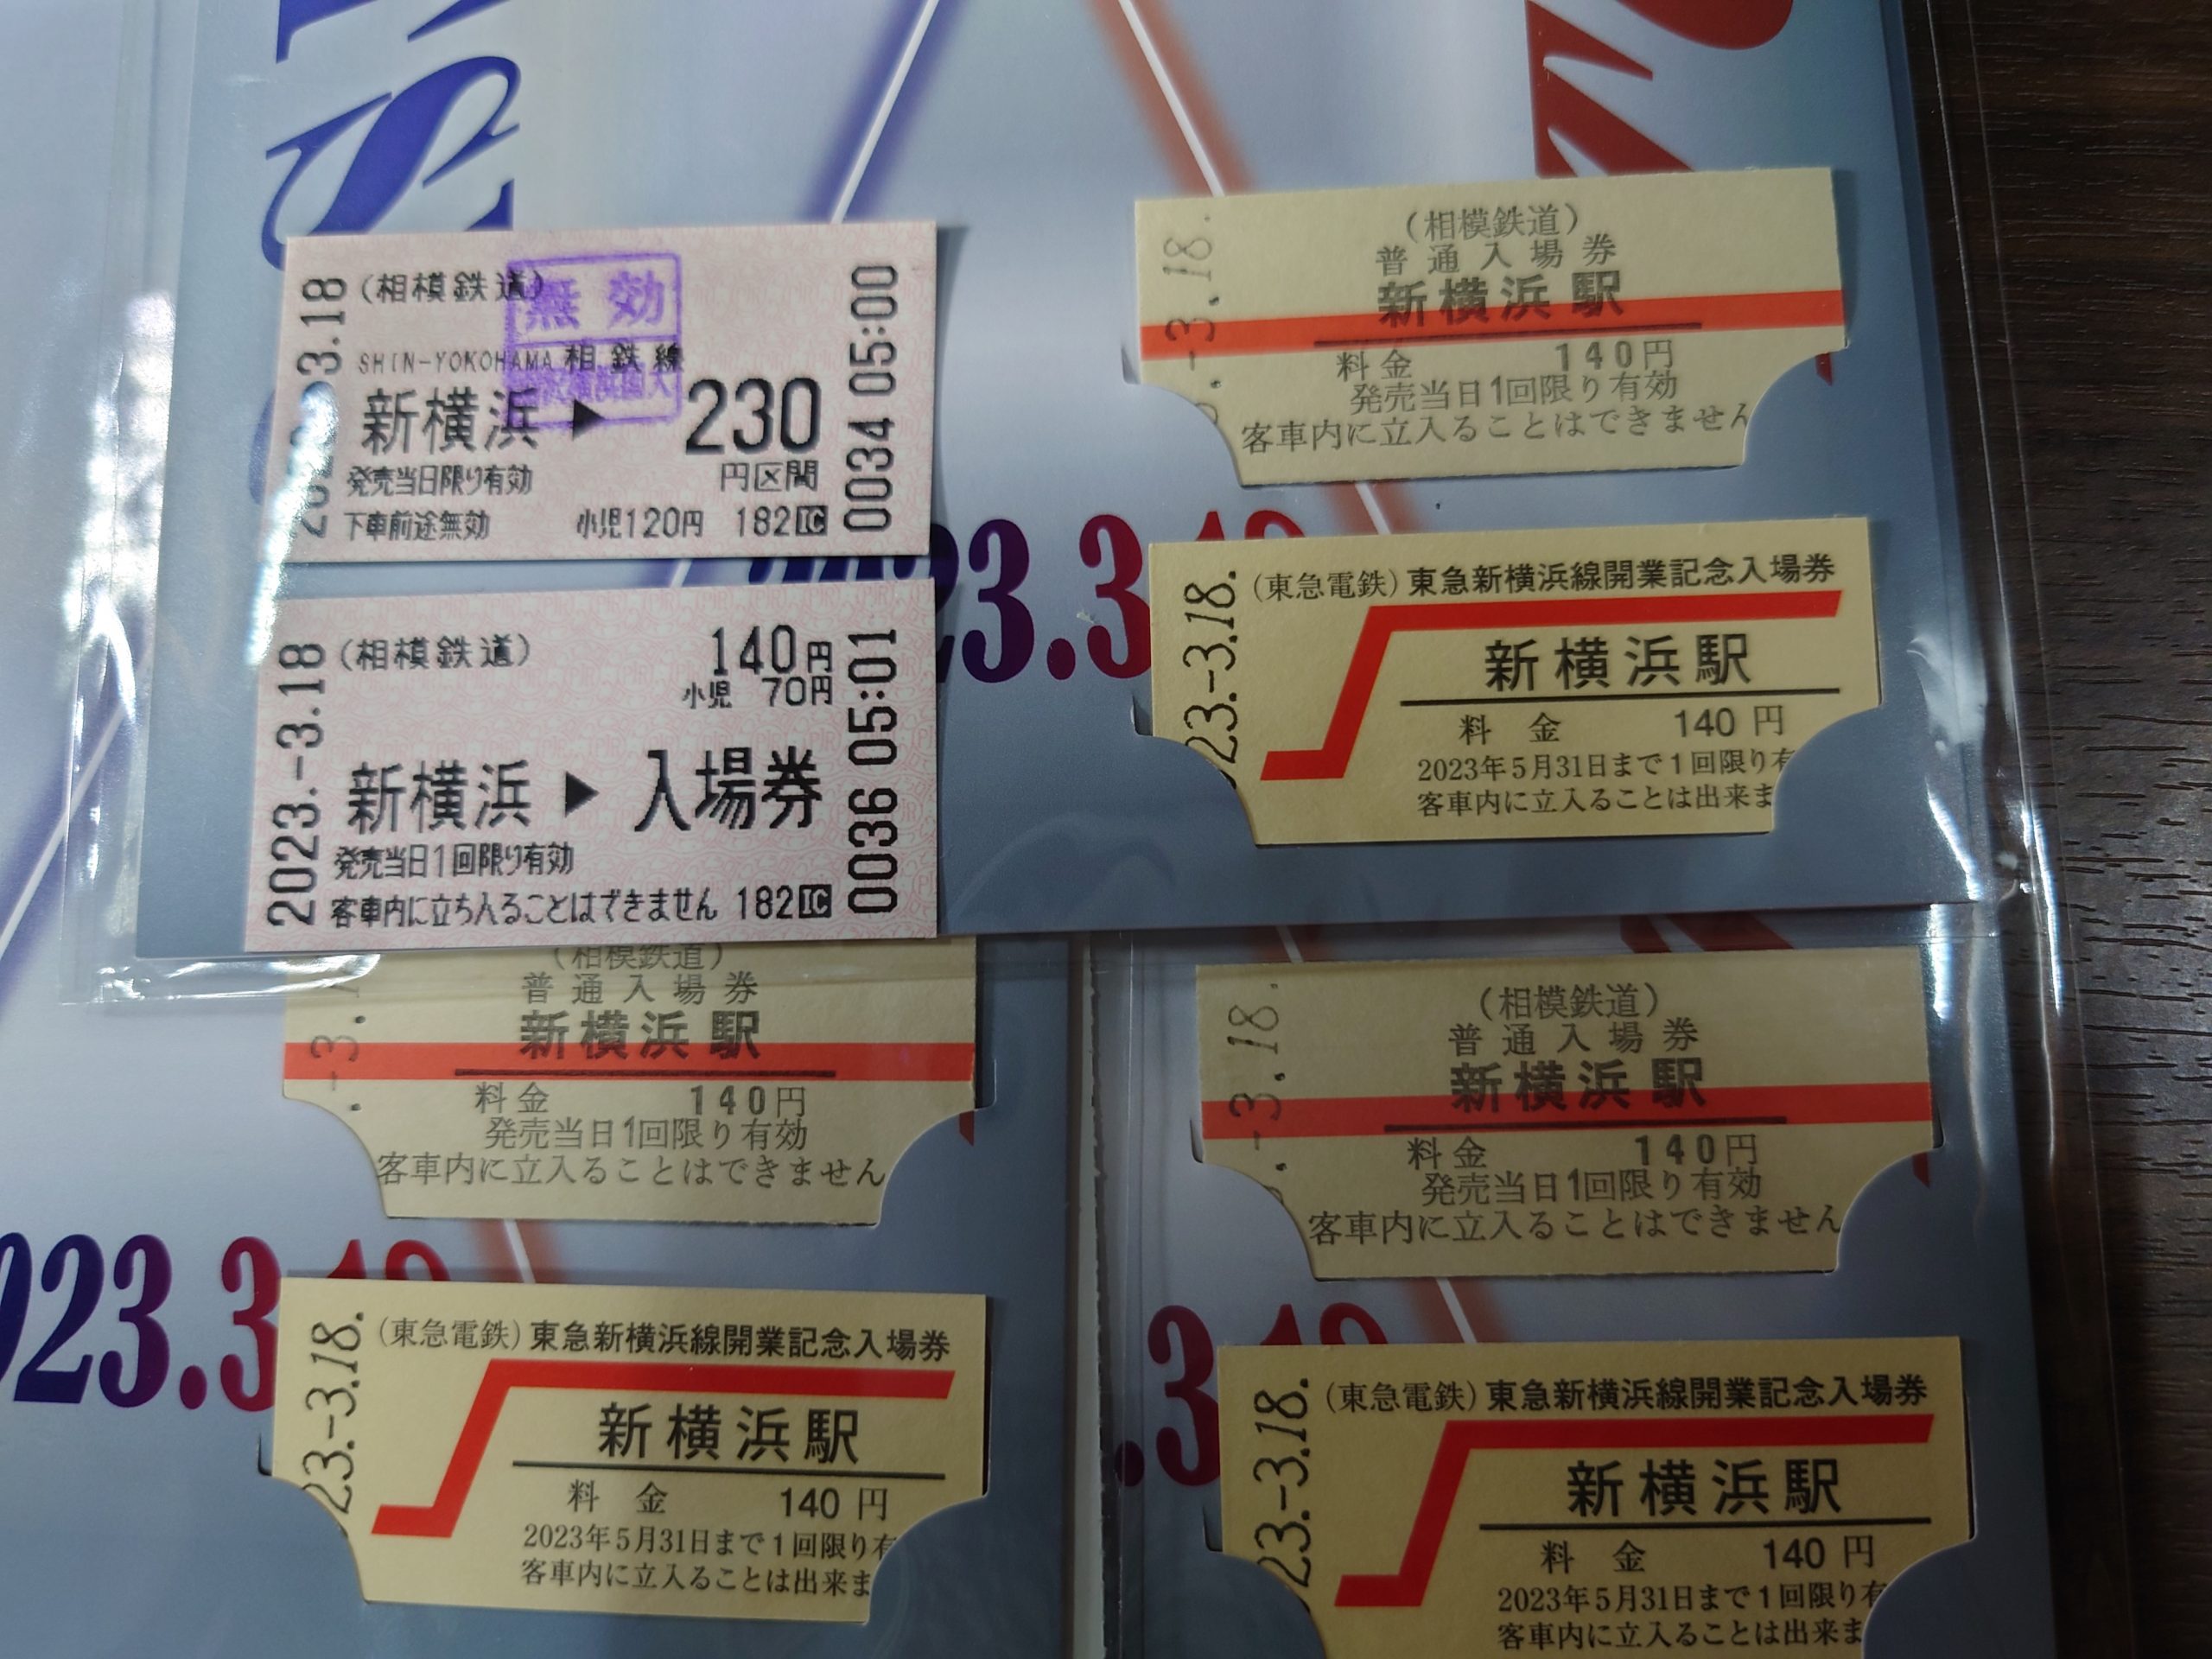 2023.-3.18
(相模鉄道)
無効
SHIN-YOKOHAMA 相鉄線
新横浜▶230
円区間
発売当日限り有効
下車前途無効 小児120円 182IC
0034 05:00
2023.-3.18
(相模鉄道) 140円
小児 70円
新横浜▶入場券
発売当日1回限り有効
客車内に立ち入ることはできません 182IC
0036 05:01
-3.18.
(相模鉄道)
普通入場券
新横浜駅
料金 140円
発売当日1回限り有効
客車内に立入ることはできません
23.3
23.-3.18.
(東急電鉄)東急新横浜線開業記念入場券
新横浜駅
料金 140円
2023年5月31日まで1回限り有
客車内に立入ることは出来ま
-3.
(相模鉄道)
普通入場券
新横浜駅
料金 140円
発売当日1回限り有効
客車内に立入ることはできません
023.3
23.-3.18.
(東急電鉄)東急新横浜線開業記念入場券
新横浜駅
料金 140円
2023年5月31日まで1回限り有
客車内に立入ることは出来ま
-3.18.
(相模鉄道)
普通入場券
新横浜駅
料金 140円
発売当日1回限り有効
客車内に立入ることはできません
.3
23.-3.18.
(東急電鉄)東急新横浜線開業記念入場券
新横浜駅
料金 140円
2023年5月31日まで1回限り有
客車内に立入ることは出来ま